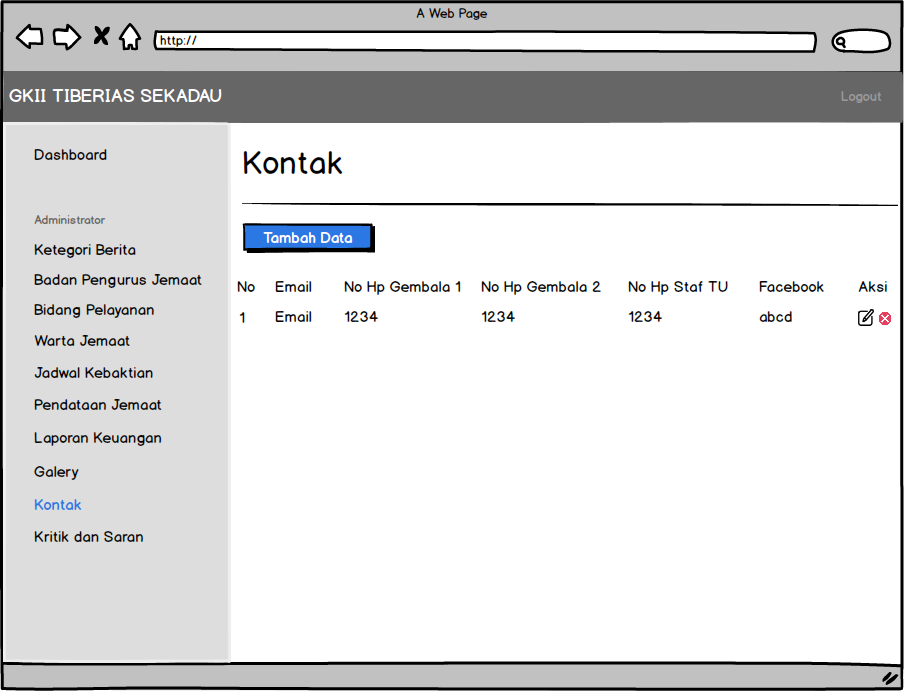 A Web Page
http://
GKII TIBERIAS SEKADAU
Logout
Dashboard
Administrator
Ketegori Berita
Badan Pengurus Jemaat
Bidang Pelayanan
Warta Jemaat
Jadwal Kebaktian
Pendataan Jemaat
Laporan Keuangan
Galery
Kontak
Kritik dan Saran
Kontak
Tambah Data
No Email No Hp Gembala 1 No Hp Gembala 2 No Hp Staf TU Facebook Aksi
1 Email 1234 1234 1234 abcd